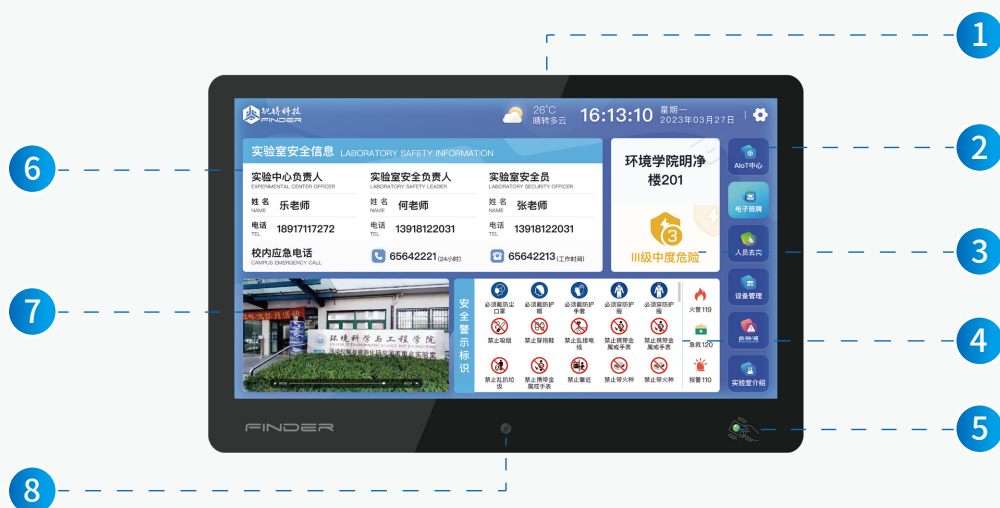 1
2
3
4
5
6
7
8
凯铸科技
FINDER
26°C
晴转多云
16:13:10
星期一
2023年03月27日
实验室安全信息 LABORATORY SAFETY INFORMATION
实验中心负责人
EXPERIMENTAL CENTER OFFICER
实验室安全负责人
LABORATORY SAFETY LEADER
实验室安全员
LABORATORY SECURITY OFFICER
姓 名 乐老师
NAME
姓 名 何老师
NAME
姓 名 张老师
NAME
电话 18917117272
TEL
电话 13918122031
TEL
电话 13918122031
TEL
校内应急电话
CAMPUS EMERGENCY CALL
65642221(24小时)
65642213(工作时间)
环境学院明净
楼201
3
III级中度危险
AIoT中心
电子班牌
人员去向
设备管理
危险源
实验室介绍
环境科学与工程学院
安全警示标识
必须戴防尘
口罩
必须戴防护
帽
必须戴防护
手套
必须穿防护
服
必须穿防护
服
禁止吸烟
禁止穿拖鞋
禁止乱接电
线
禁止携带金
属或手表
禁止携带金
属或手表
禁止乱扔垃
圾
禁止携带金
属或手表
禁止靠近
禁止带火种
禁止带火种
火警119
急救120
报警110
FINDER